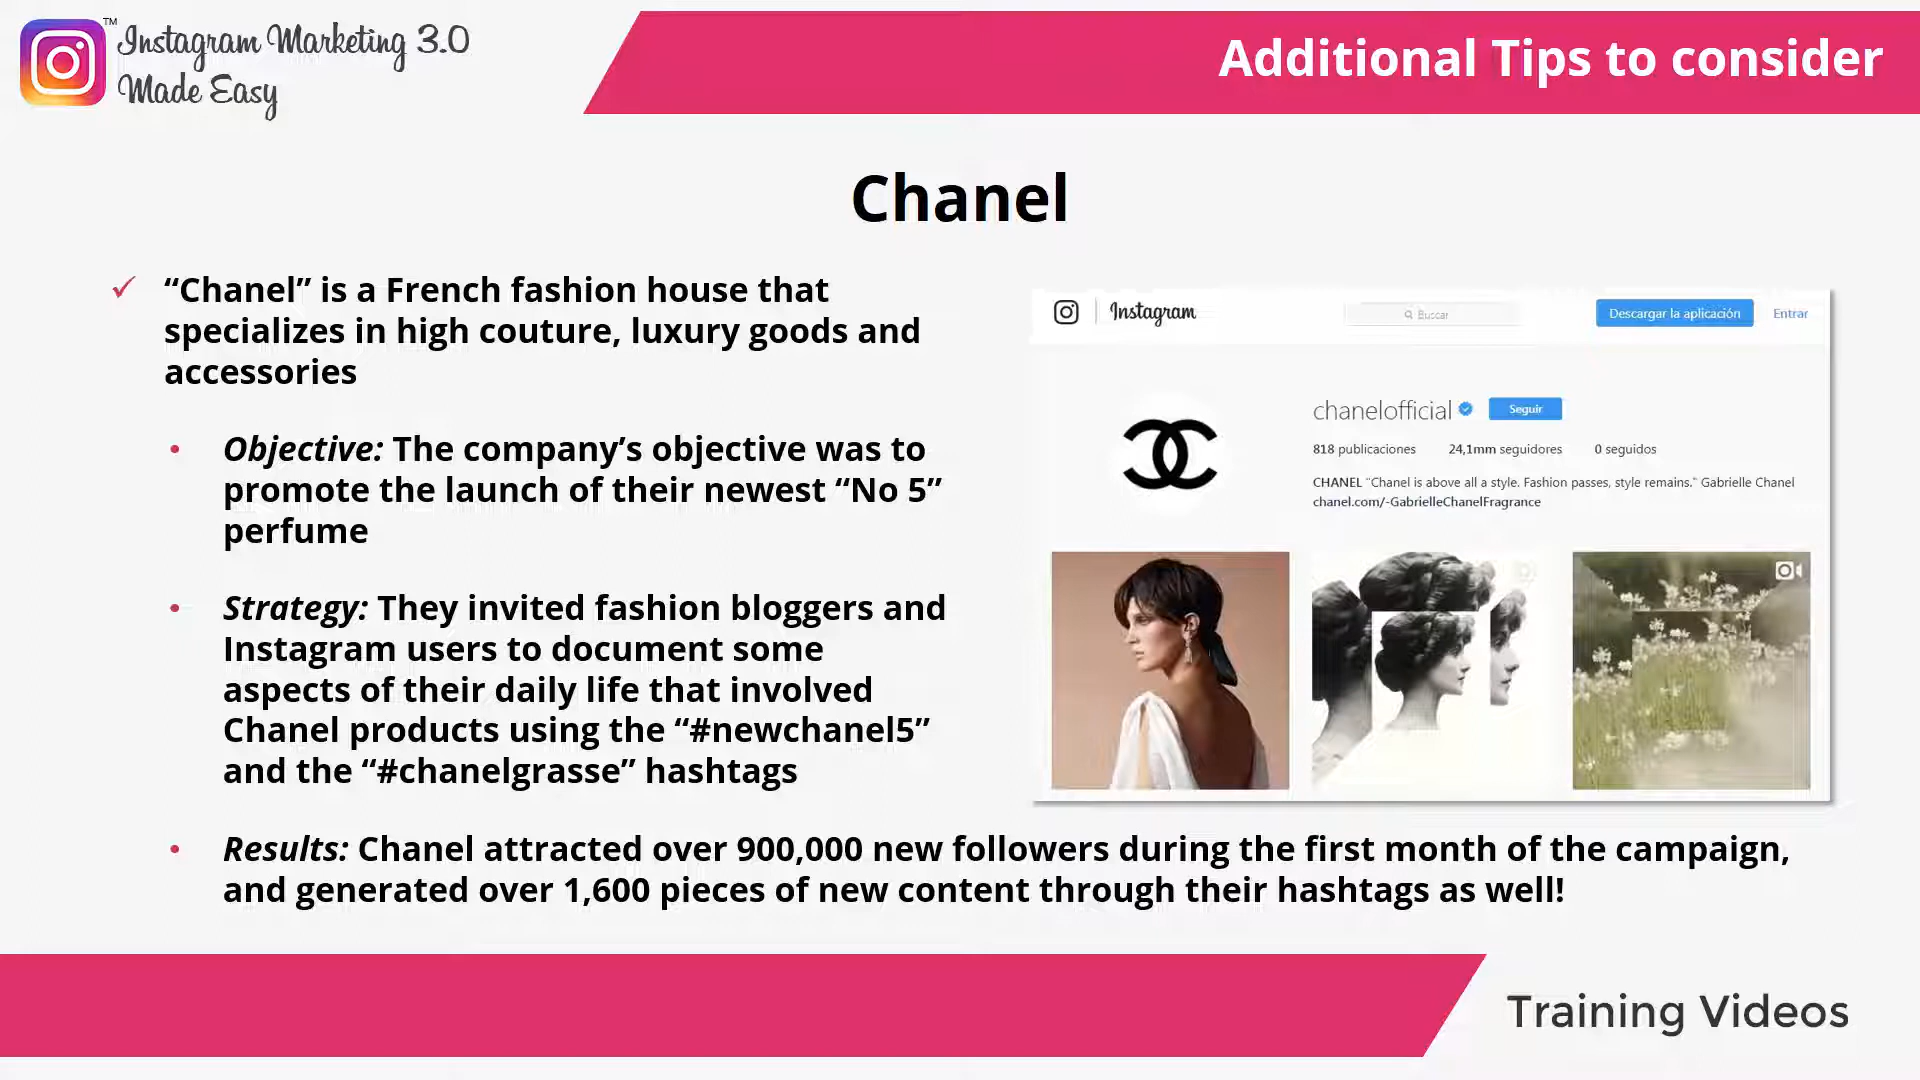 TM
Instagram Marketing 3.0
Made Easy
Additional Tips to consider
Chanel
“Chanel” is a French fashion house that
specializes in high couture, luxury goods and
accessories
Objective: The company’s objective was to
promote the launch of their newest “No 5”
perfume
Strategy: They invited fashion bloggers and
Instagram users to document some
aspects of their daily life that involved
Chanel products using the “#newchanel5”
and the “#chanelgrasse” hashtags
Instagram
Buscar
Descargar la aplicación
Entrar
chanelofficial
Seguir
818 publicaciones 24,1mm seguidores 0 seguidos
CHANEL “Chanel is above all a style. Fashion passes, style remains.” Gabrielle Chanel
chanel.com/-GabrielleChanelFragrance
Results: Chanel attracted over 900,000 new followers during the first month of the campaign,
and generated over 1,600 pieces of new content through their hashtags as well!
Training Videos